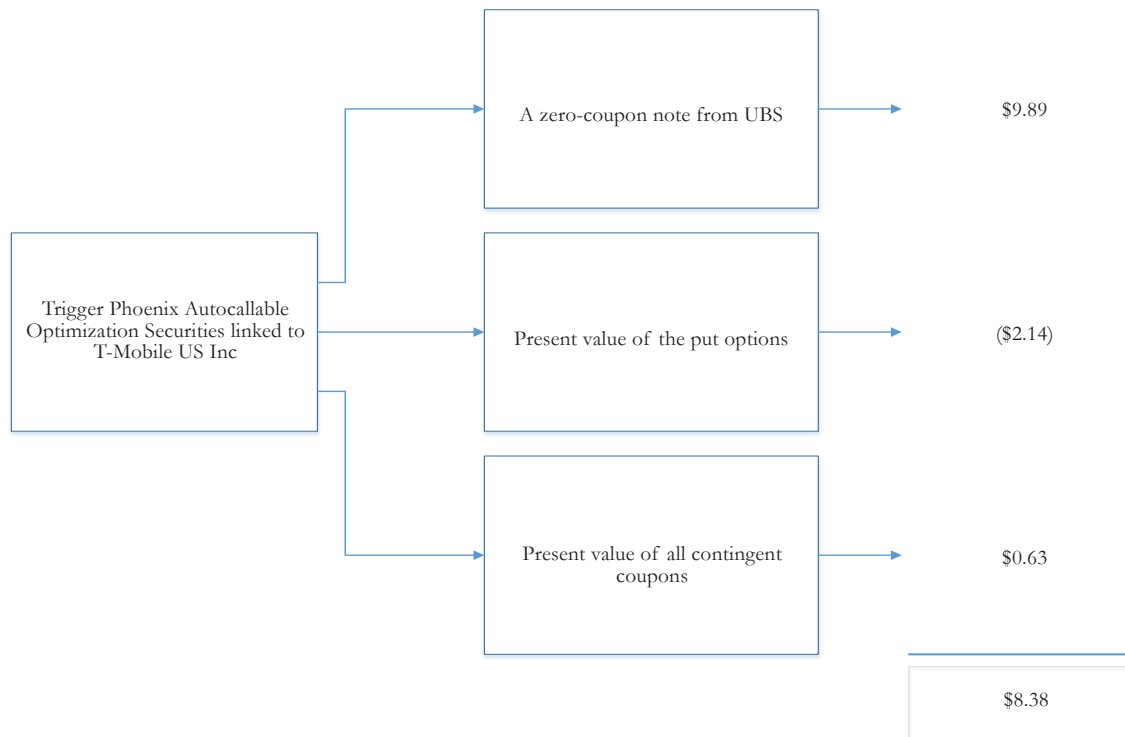 A zero-coupon note from UBS
$9.89
Trigger Phoenix Autocallable
Optimization Securities linked to
T-Mobile US Inc
Present value of the put options
($2.14)
Present value of all contingent
coupons
$0.63
$8.38